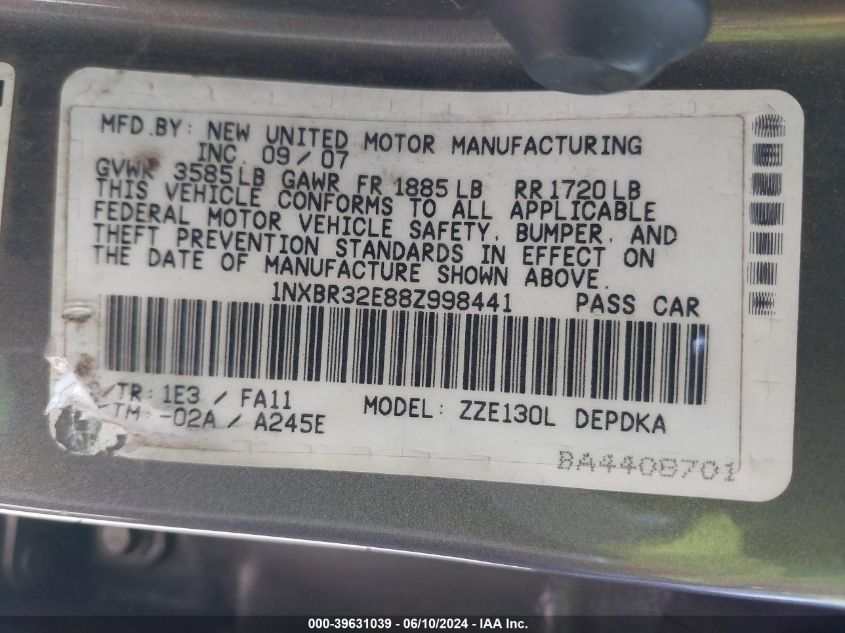 MFD.BY: NEW UNITED MOTOR MANUFACTURING
INC. 09/07
GVWR 3585LB GAWR FR 1885LB RR1720LB
THIS VEHICLE CONFORMS TO ALL APPLICABLE
FEDERAL MOTOR VEHICLE SAFETY, BUMPER, AND
THEFT PREVENTION STANDARDS IN EFFECT ON
THE DATE OF MANUFACTURE SHOWN ABOVE.
1NXBR32E88Z998441 PASS CAR
/TR: 1E3 / FA11
/TM: -02A / A245E
MODEL: ZZE130L DEPDKA
BA4408701
000-39631039 - 06/10/2024 - IAA Inc.